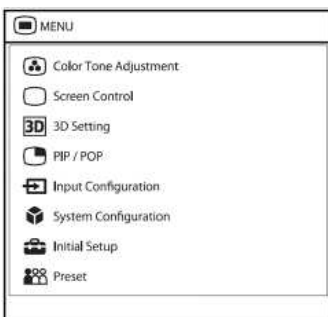 MENU
Color Tone Adjustment
Screen Control
3D 3D Setting
PIP / POP
Input Configuration
System Configuration
Initial Setup
Preset